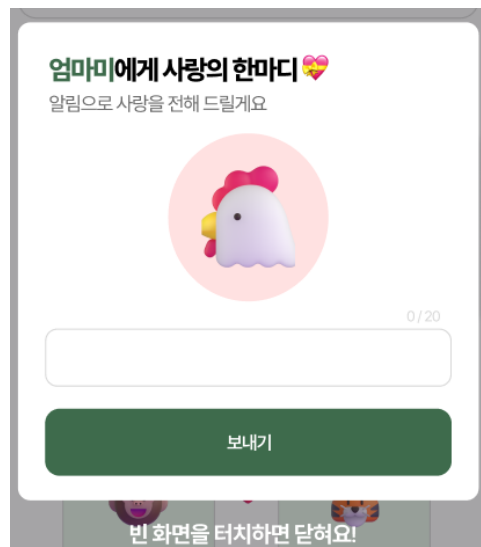 엄마미에게 사랑의 한마디 💝
알림으로 사랑을 전해 드릴게요
0/20
보내기
빈 화면을 터치하면 닫혀요!